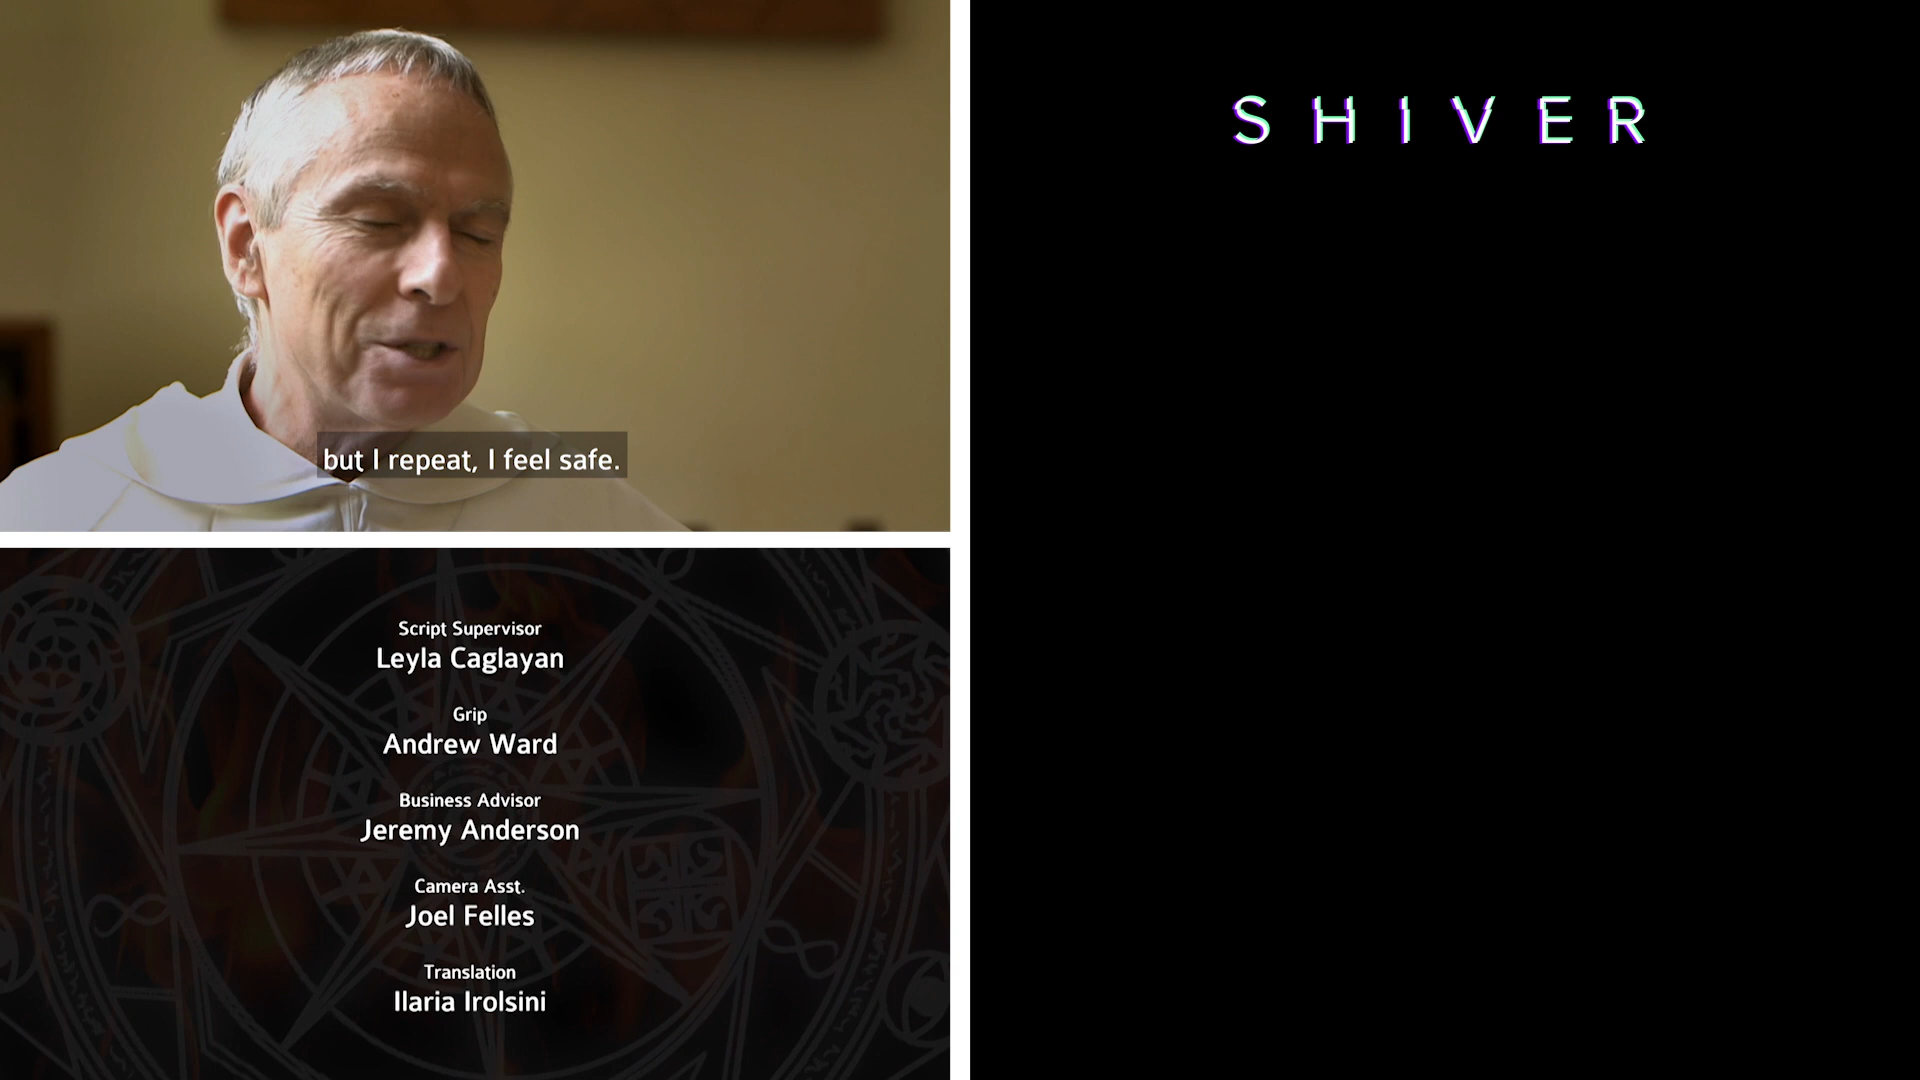 but I repeat, I feel safe.
Script Supervisor
Leyla Caglayan
Grip
Andrew Ward
Business Advisor
Jeremy Anderson
Camera Asst.
Joel Felles
Translation
Ilaria Irolsini
SHIVER